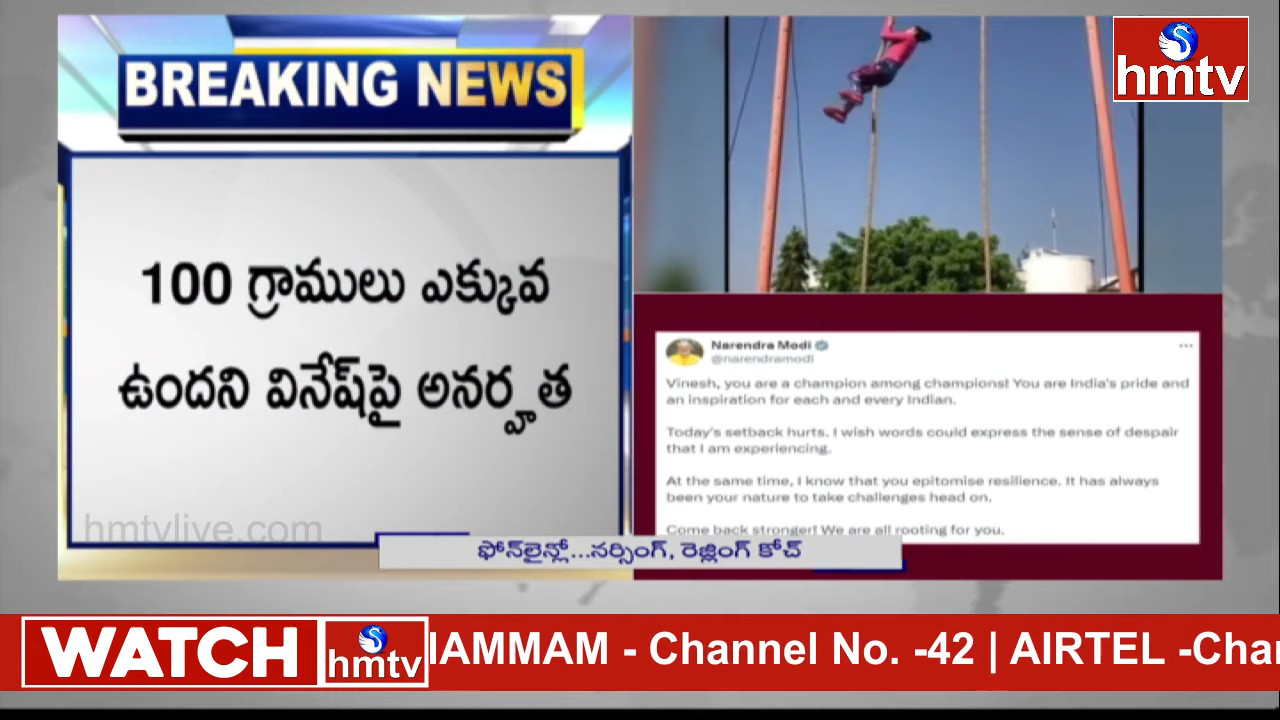 BREAKING NEWS
hmtv
100 గ్రాములు ఎక్కువ
ఉందని వినేష్‌పై అనర్హత
hmtvlive.com
Narendra Modi
@narendramodi
Vinesh, you are a champion among champions! You are India's pride and
an inspiration for each and every Indian.
Today's setback hurts. I wish words could express the sense of despair
that I am experiencing.
At the same time, I know that you epitomise resilience. It has always
been your nature to take challenges head on.
Come back stronger! We are all rooting for you.
ఫోన్‌లైన్లో...నర్సింగ్, రెజ్లింగ్ కోచ్
WATCH hmtv IAMMAM - Channel No. -42 | AIRTEL -Char